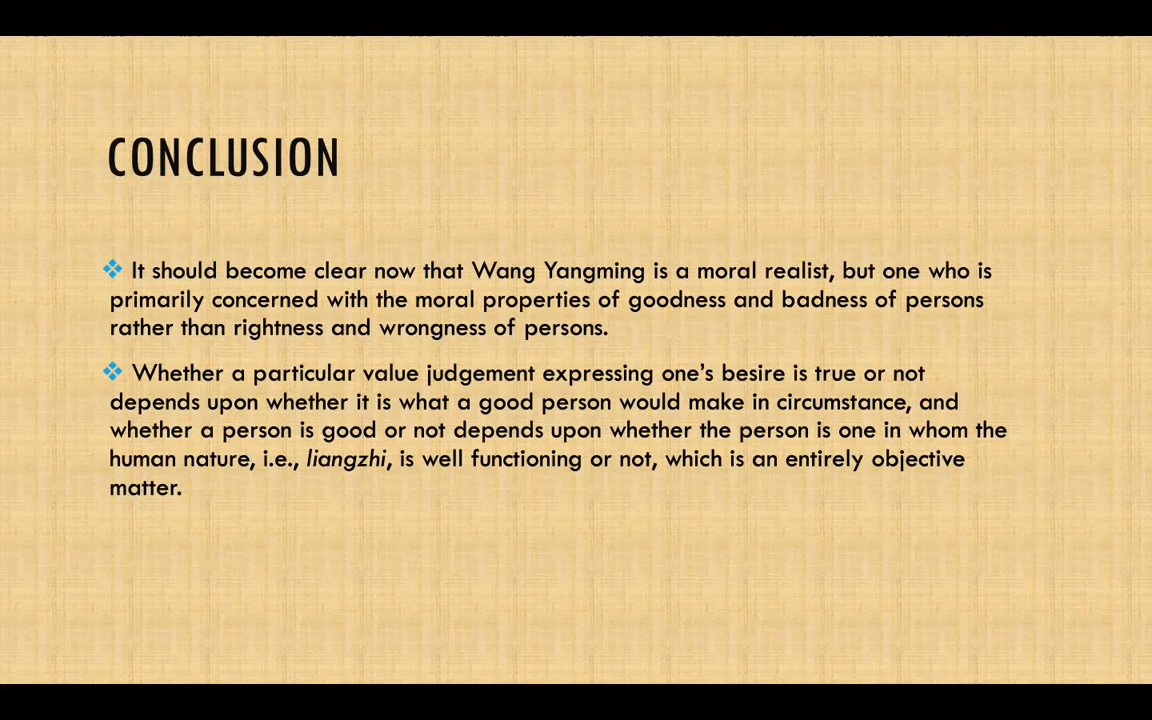 CONCLUSION
It should become clear now that Wang Yangming is a moral realist, but one who is
primarily concerned with the moral properties of goodness and badness of persons
rather than rightness and wrongness of persons.
Whether a particular value judgement expressing one's besire is true or not
depends upon whether it is what a good person would make in circumstance, and
whether a person is good or not depends upon whether the person is one in whom the
human nature, i.e., liangzhi, is well functioning or not, which is an entirely objective
matter.